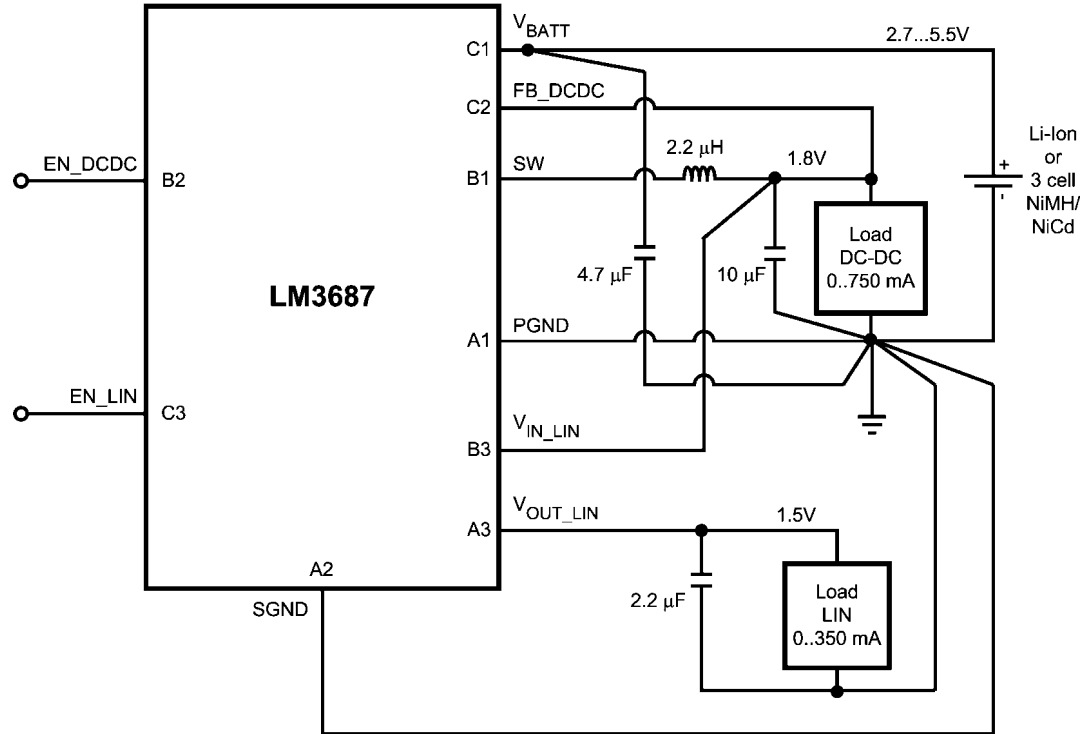 VBATT
C1
2.7...5.5V
FB_DCDC
C2
Li-Ion
or
3 cell
NiMH/
NiCd
+
-
EN_DCDC
B2
SW
B1
2.2 μH
1.8V
Load
DC-DC
0..750 mA
4.7 μF
10 μF
LM3687
PGND
A1
EN_LIN
C3
VIN_LIN
B3
VOUT_LIN
A3
1.5V
A2
SGND
2.2 μF
Load
LIN
0..350 mA